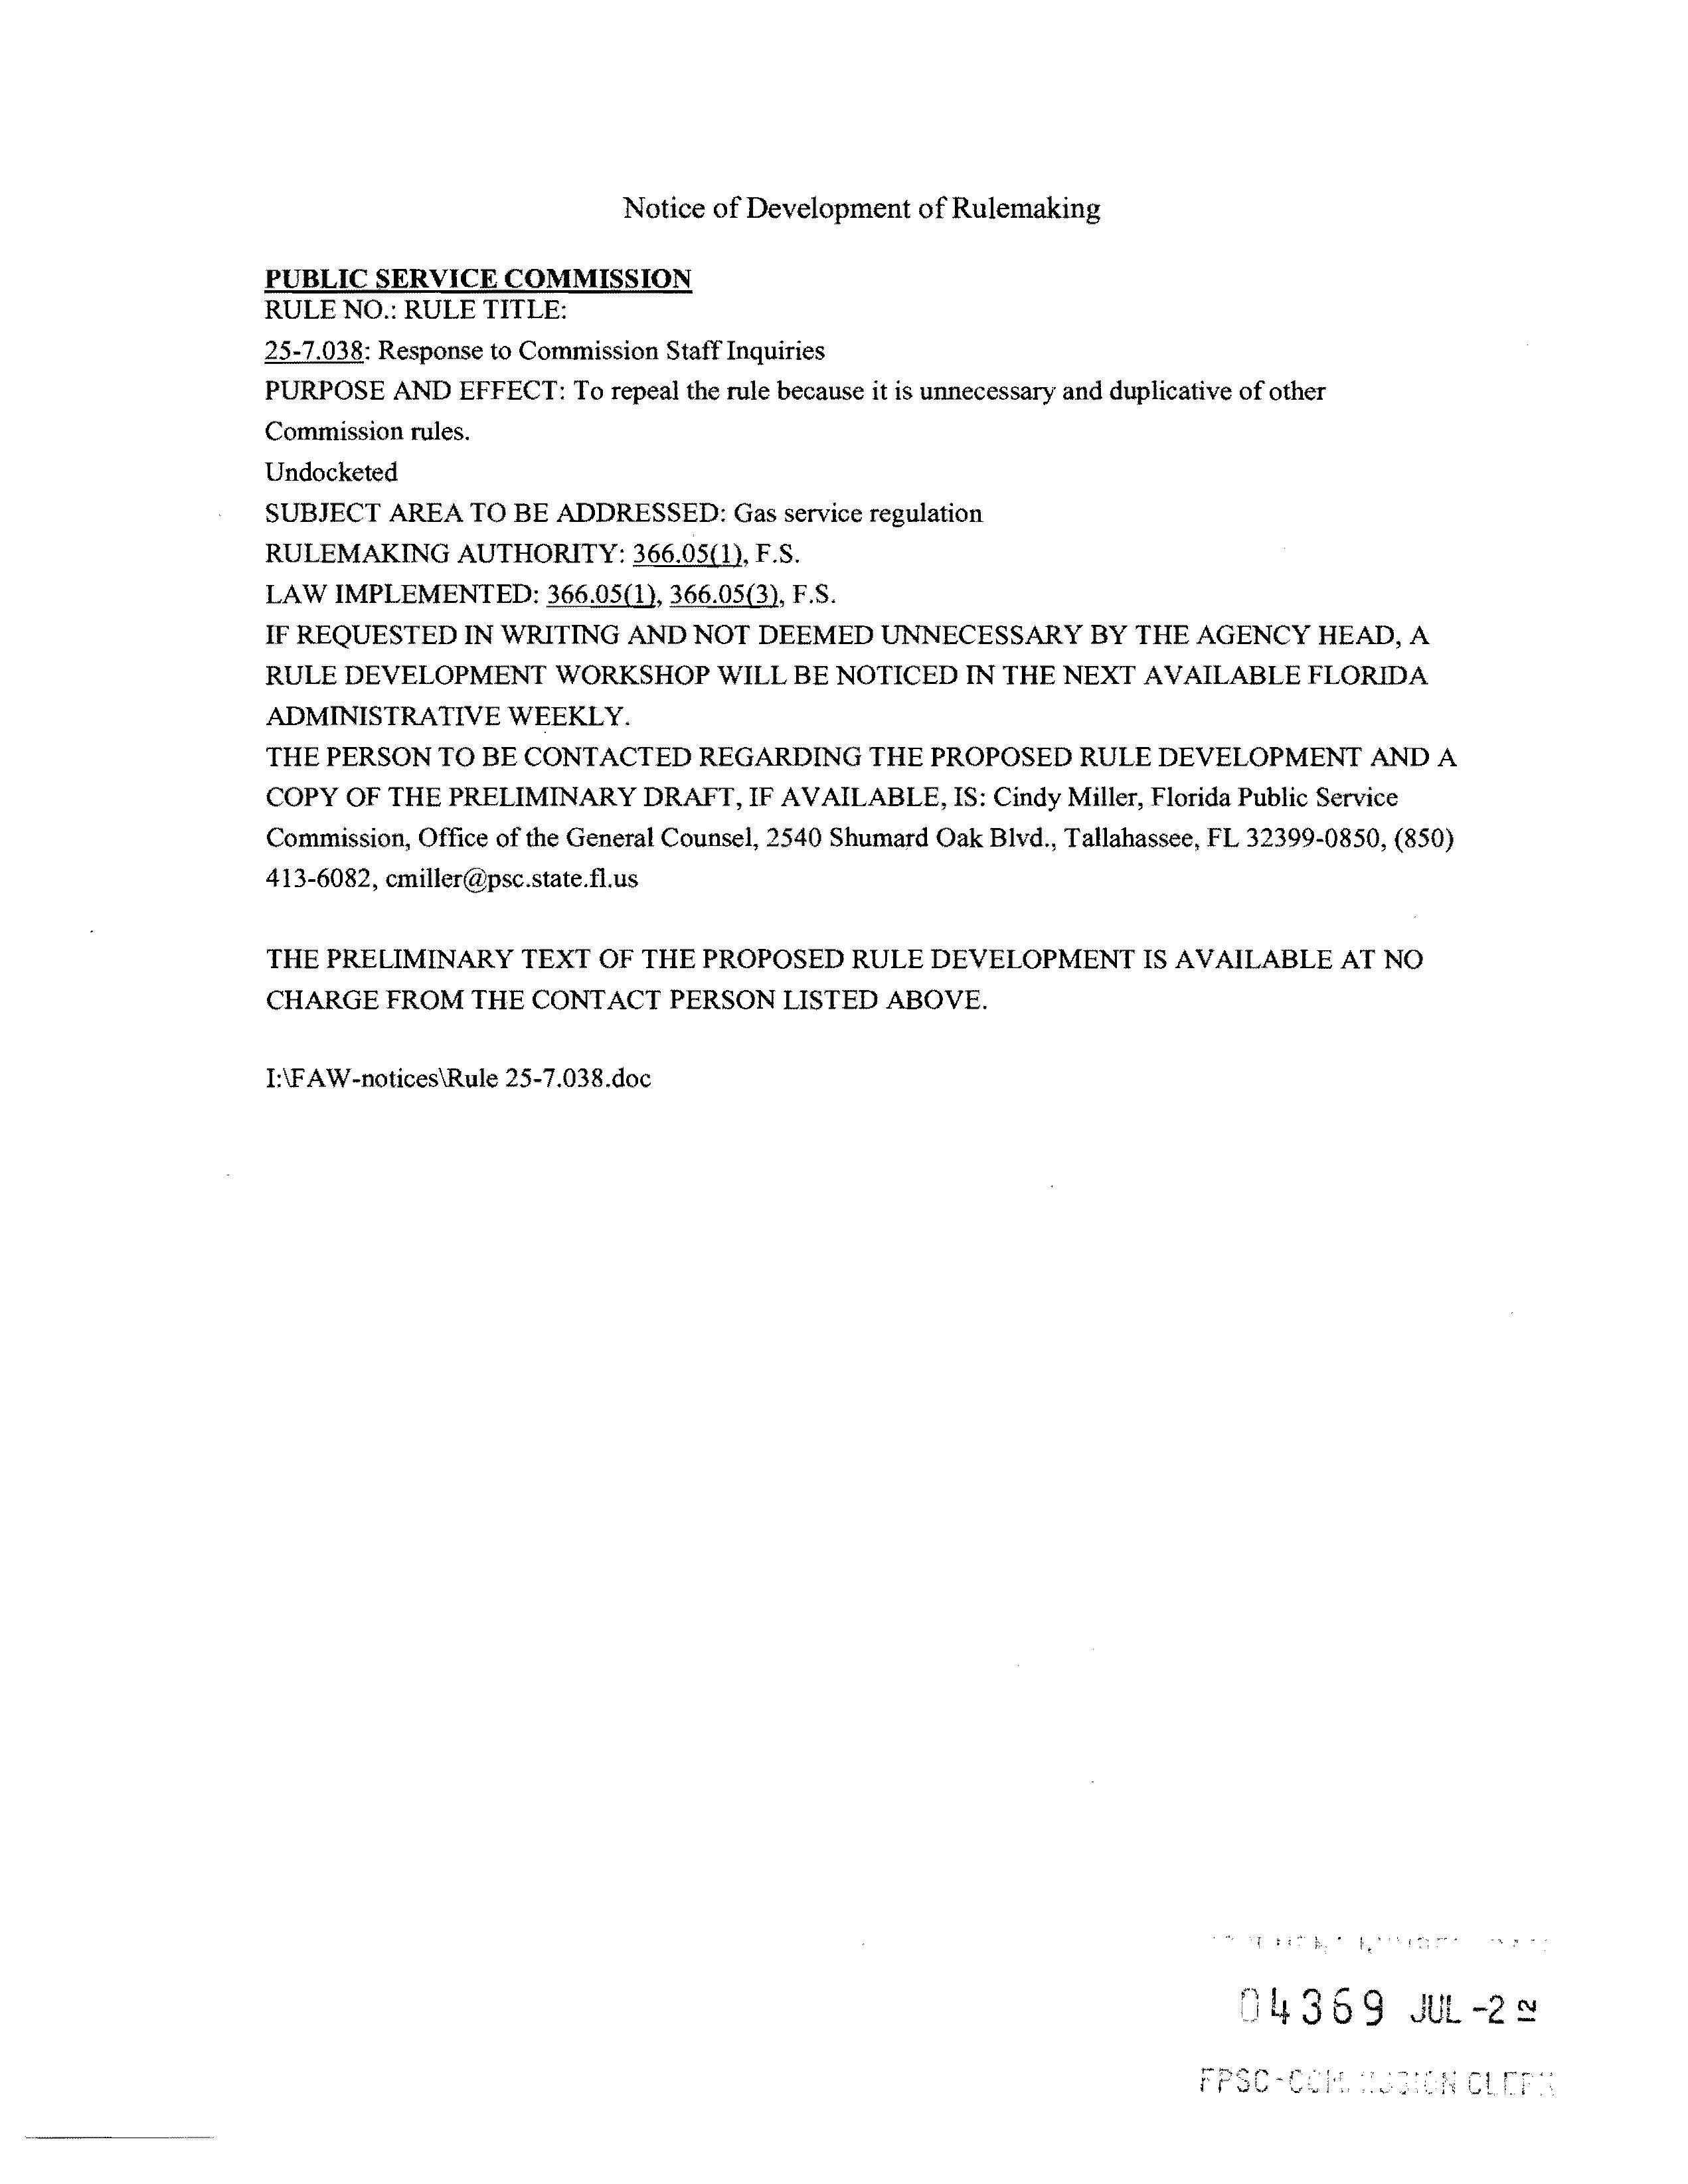 Notice of Development of Rulemaking
PUBLIC SERVICE COMMISSION
RULE NO.: RULE TITLE:
25-7.038: Response to Commission Staff Inquiries
PURPOSE AND EFFECT: To repeal the rule because it is unnecessary and duplicative of other
Commission rules.
Undocketed
SUBJECT AREA TO BE ADDRESSED: Gas service regulation
RULEMAKING AUTHORITY: 366.05(1), F.S.
LAW IMPLEMENTED: 366.05(1), 366.05(3), F.S.
IF REQUESTED IN WRITING AND NOT DEEMED UNNECESSARY BY THE AGENCY HEAD, A
RULE DEVELOPMENT WORKSHOP WILL BE NOTICED IN THE NEXT AVAILABLE FLORIDA
ADMINISTRATIVE WEEKLY.
THE PERSON TO BE CONTACTED REGARDING THE PROPOSED RULE DEVELOPMENT AND A
COPY OF THE PRELIMINARY DRAFT, IF AVAILABLE, IS: Cindy Miller, Florida Public Service
Commission, Office of the General Counsel, 2540 Shumard Oak Blvd., Tallahassee, FL 32399-0850, (850)
413-6082, cmiller@psc.state.fl.us
THE PRELIMINARY TEXT OF THE PROPOSED RULE DEVELOPMENT IS AVAILABLE AT NO
CHARGE FROM THE CONTACT PERSON LISTED ABOVE.
I:\FAW-notices\Rule 25-7.038.doc
04369 JUL -2 12
FPSC-COMMISSION CLERK